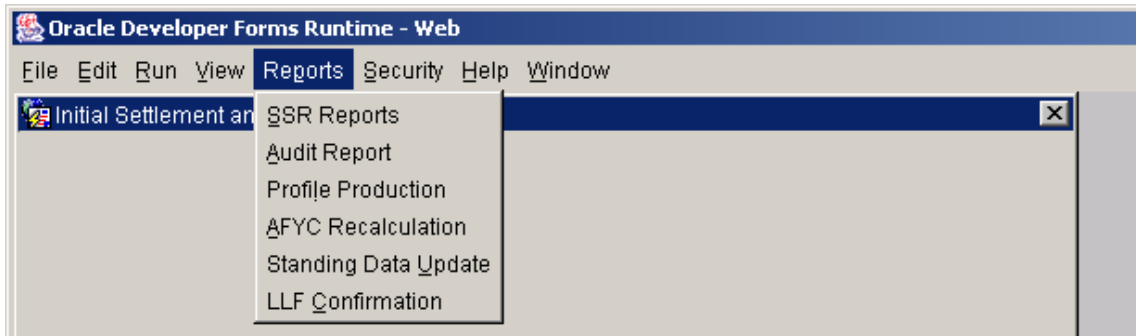 Oracle Developer Forms Runtime - Web
File Edit Run View Reports Security Help Window
Initial Settlement an
SSR Reports
Audit Report
Profile Production
AFYC Recalculation
Standing Data Update
LLF Confirmation